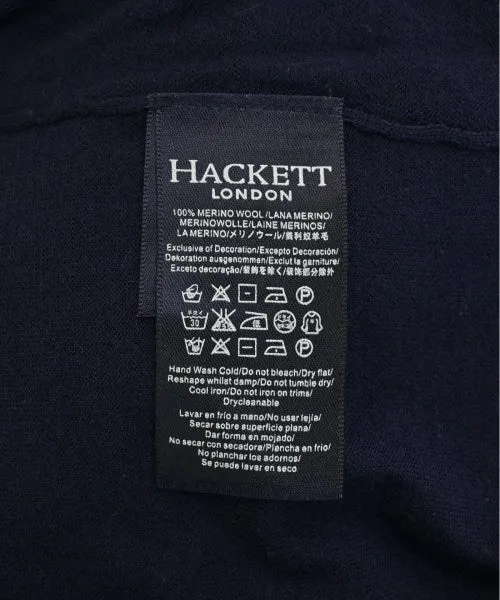 HACKETT
LONDON
100% MERINO WOOL/LANA MERINO/
MERINOWOLLE/LAINE MERINOS/
LA MERINO/メリノウール/美利奴羊毛
Exclusive of Decoration/Excepto Decoración/
Dekoration ausgenommen/Exclut la garniture/
Exceto decoração/装飾を除く/装饰部分除外
P
30
P
Hand Wash Cold/Do not bleach/Dry flat/
Reshape whilst damp/Do not tumble dry/
Cool iron/Do not iron on trims/
Drycleanable
Lavar en frío a mano/No usar lejía/
Secar sobre superficie plana/
Dar forma en mojado/
No secar con secadora/Plancha en frio/
No planchar los adornos/
Se puede lavar en seco